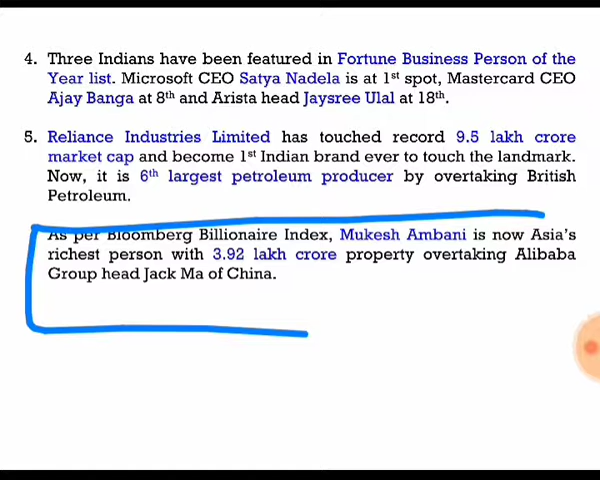 4. Three Indians have been featured in Fortune Business Person of the
Year list. Microsoft CEO Satya Nadela is at 1st spot, Mastercard CEO
Ajay Banga at 8th and Arista head Jaysree Ulal at 18th.
5. Reliance Industries Limited has touched record 9.5 lakh crore
market cap and become 1st Indian brand ever to touch the landmark.
Now, it is 6th largest petroleum producer by overtaking British
Petroleum.
As per Bloomberg Billionaire Index, Mukesh Ambani is now Asia's
richest person with 3.92 lakh crore property overtaking Alibaba
Group head Jack Ma of China.